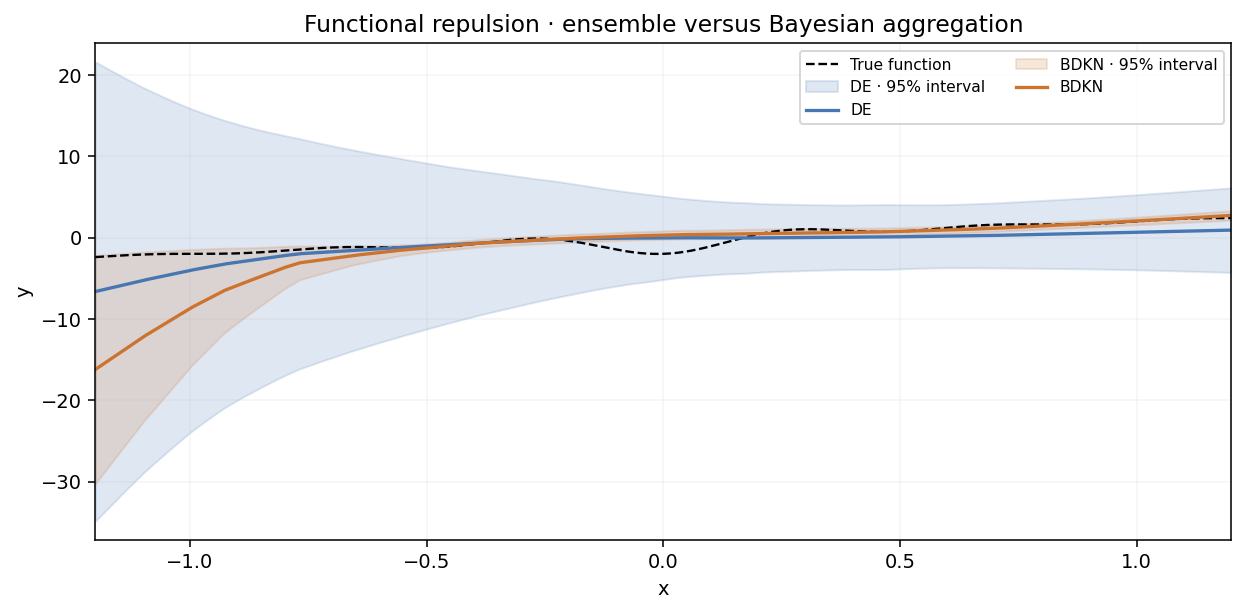 Functional repulsion · ensemble versus Bayesian aggregation
True function
DE · 95% interval
DE
BDKN · 95% interval
BDKN
20
10
0
−10
−20
−30
y
−1.0
−0.5
0.0
0.5
1.0
x